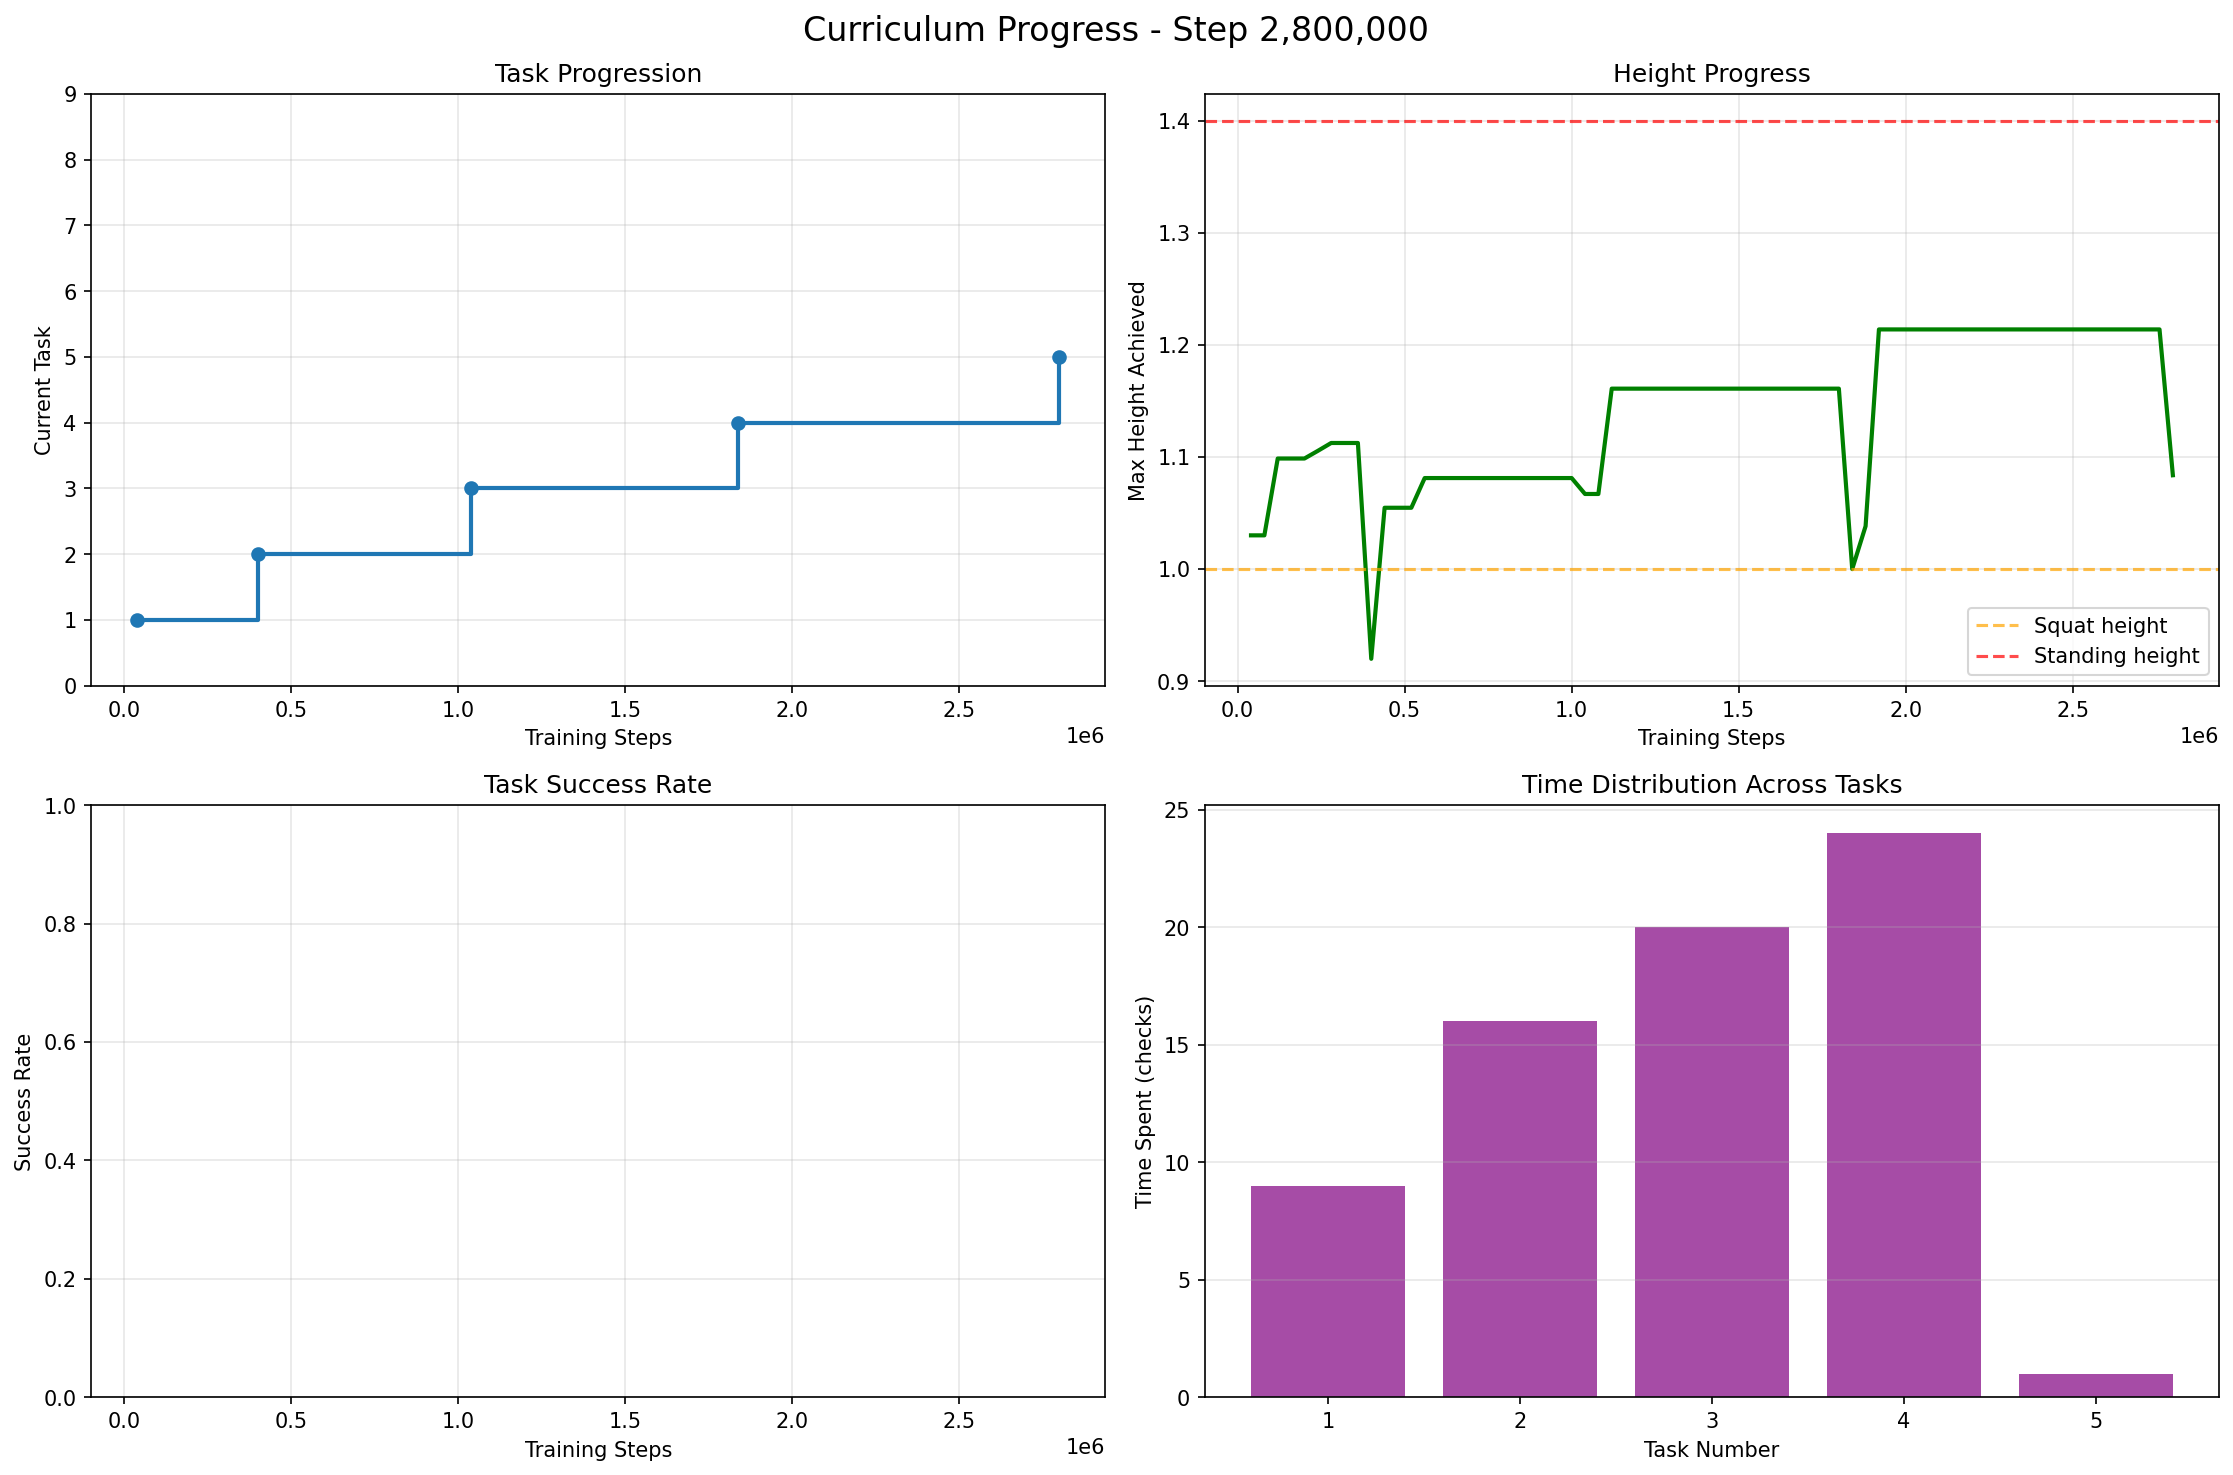 Curriculum Progress - Step 2,800,000
Task Progression
9
8
7
6
5
4
3
2
1
0
Current Task
0.0 0.5 1.0 1.5 2.0 2.5
1e6
Training Steps
Height Progress
1.4
1.3
1.2
1.1
1.0
0.9
Max Height Achieved
Squat height
Standing height
0.0 0.5 1.0 1.5 2.0 2.5
1e6
Training Steps
Task Success Rate
1.0
0.8
0.6
0.4
0.2
0.0
Success Rate
0.0 0.5 1.0 1.5 2.0 2.5
1e6
Training Steps
Time Distribution Across Tasks
25
20
15
10
5
0
Time Spent (checks)
1 2 3 4 5
Task Number